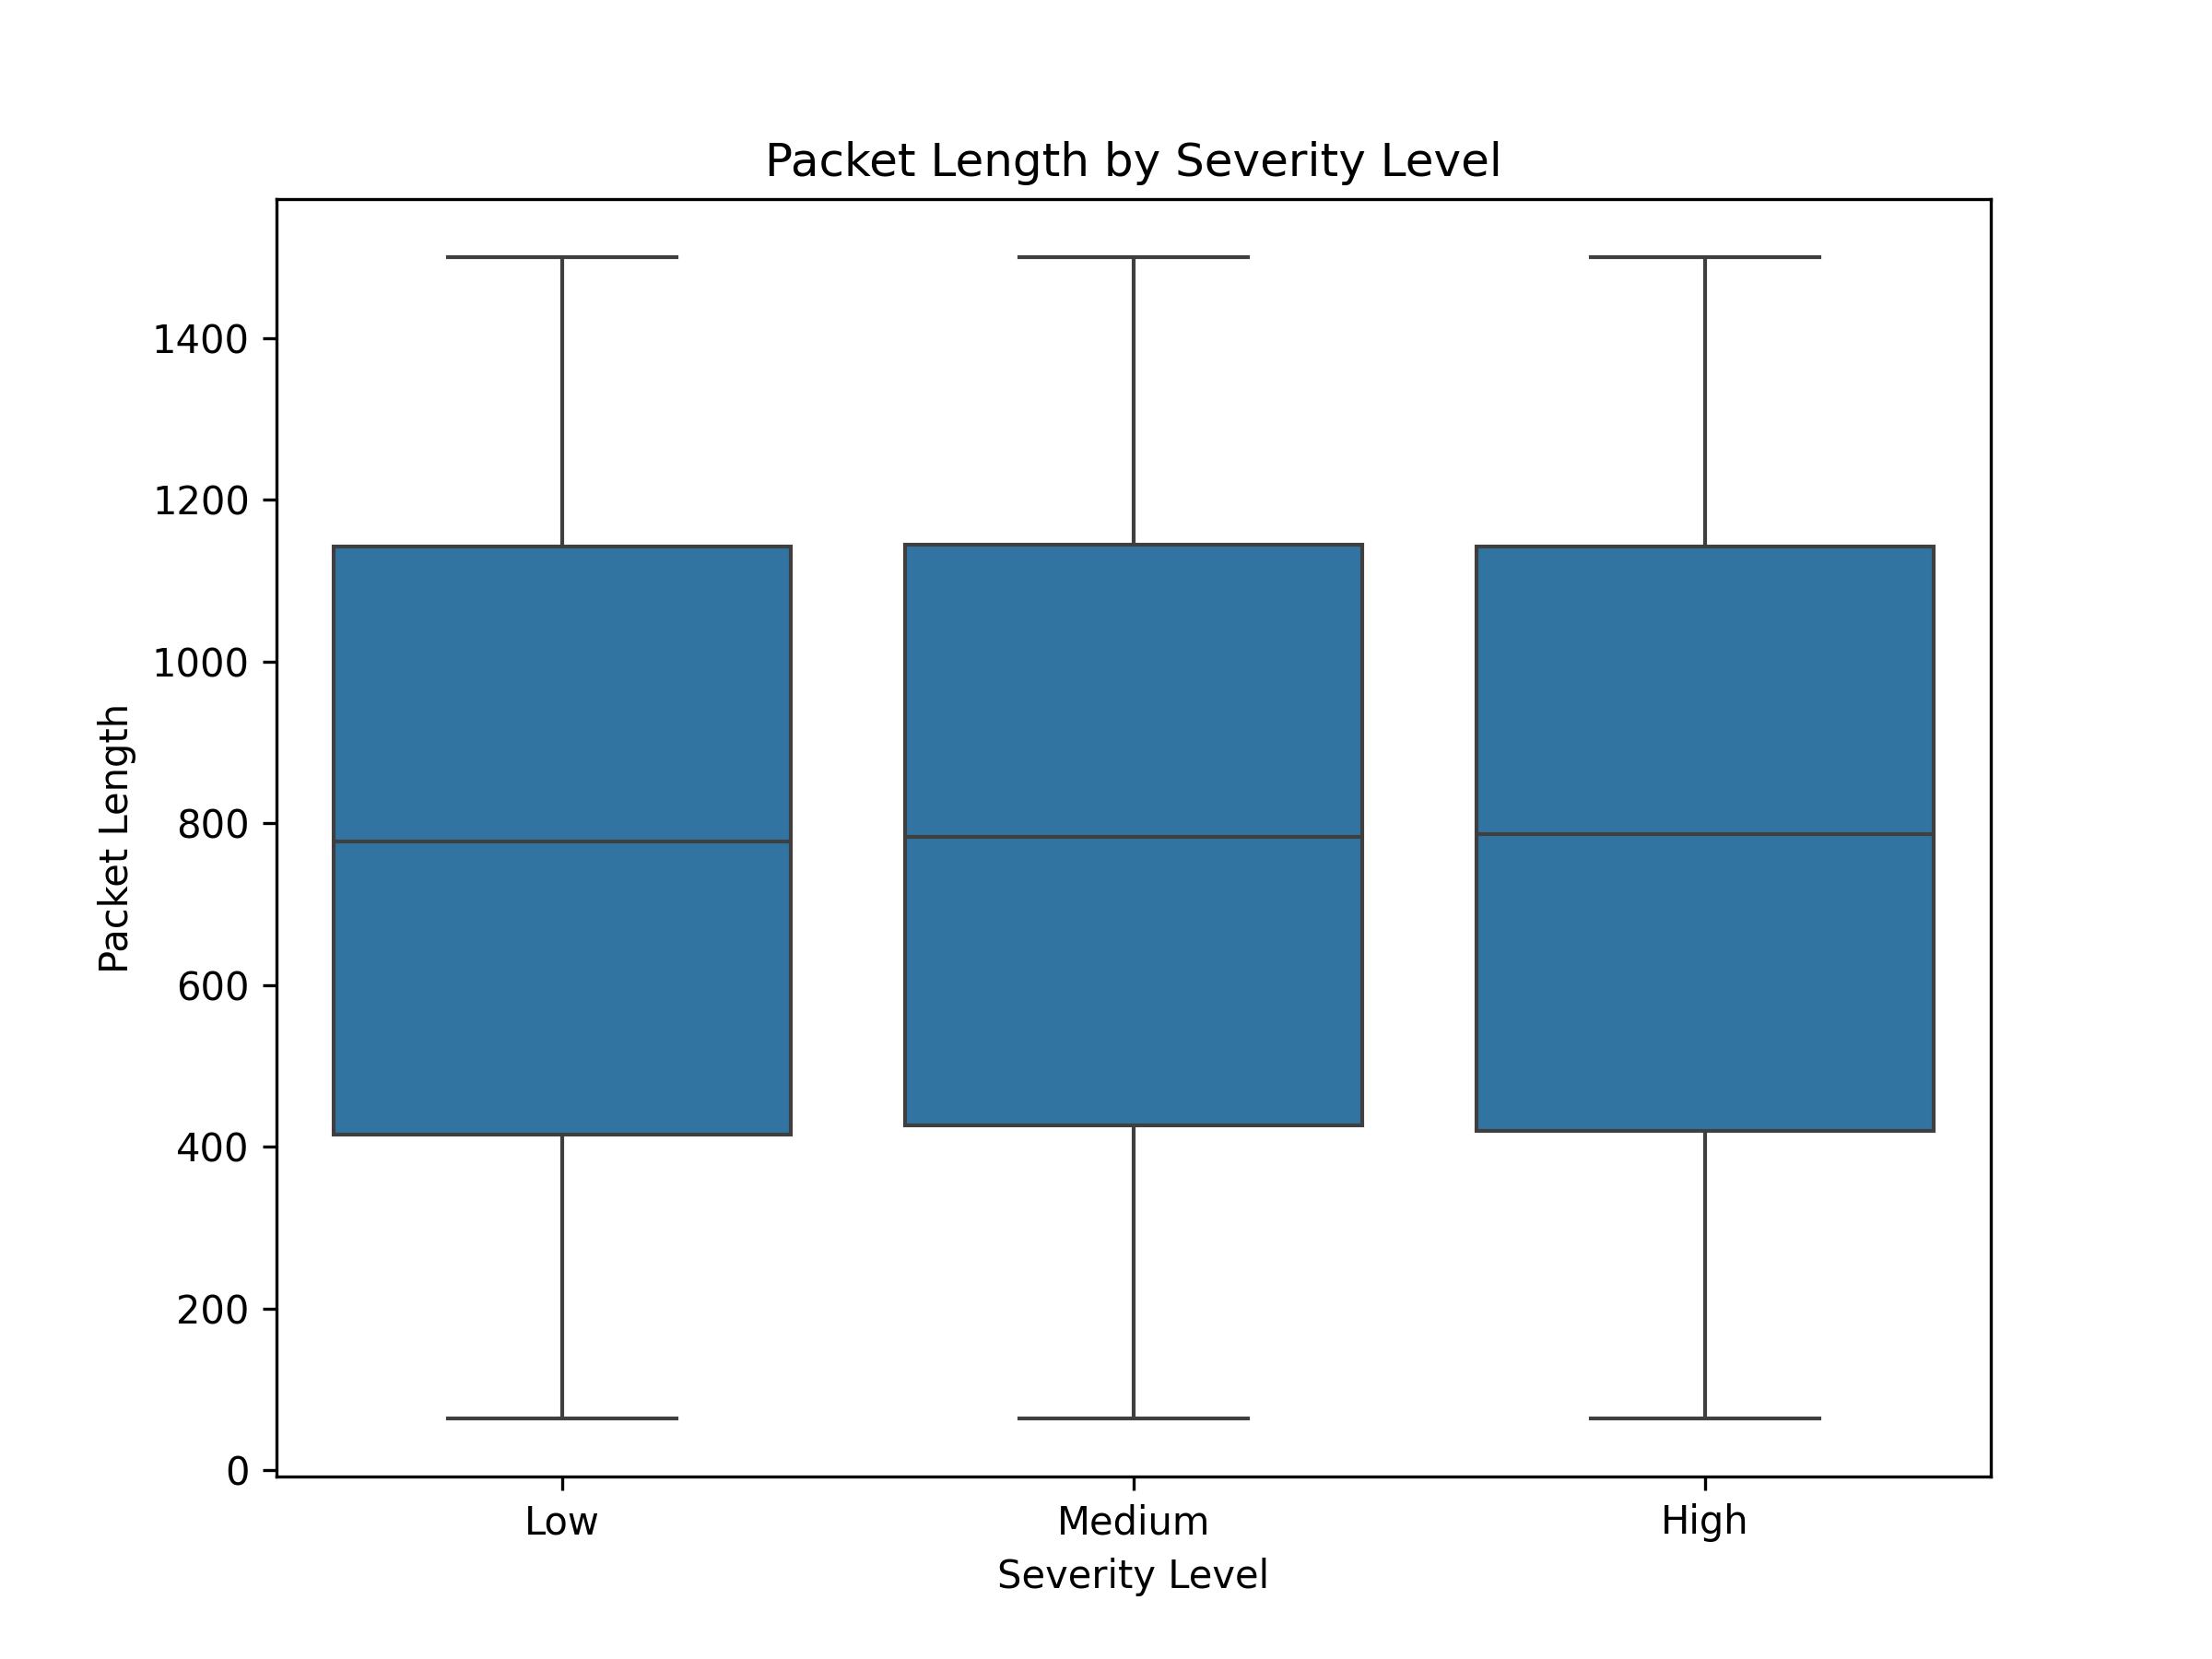 Packet Length by Severity Level
1400
1200
1000
800
600
400
200
0
Packet Length
Low
Medium
High
Severity Level